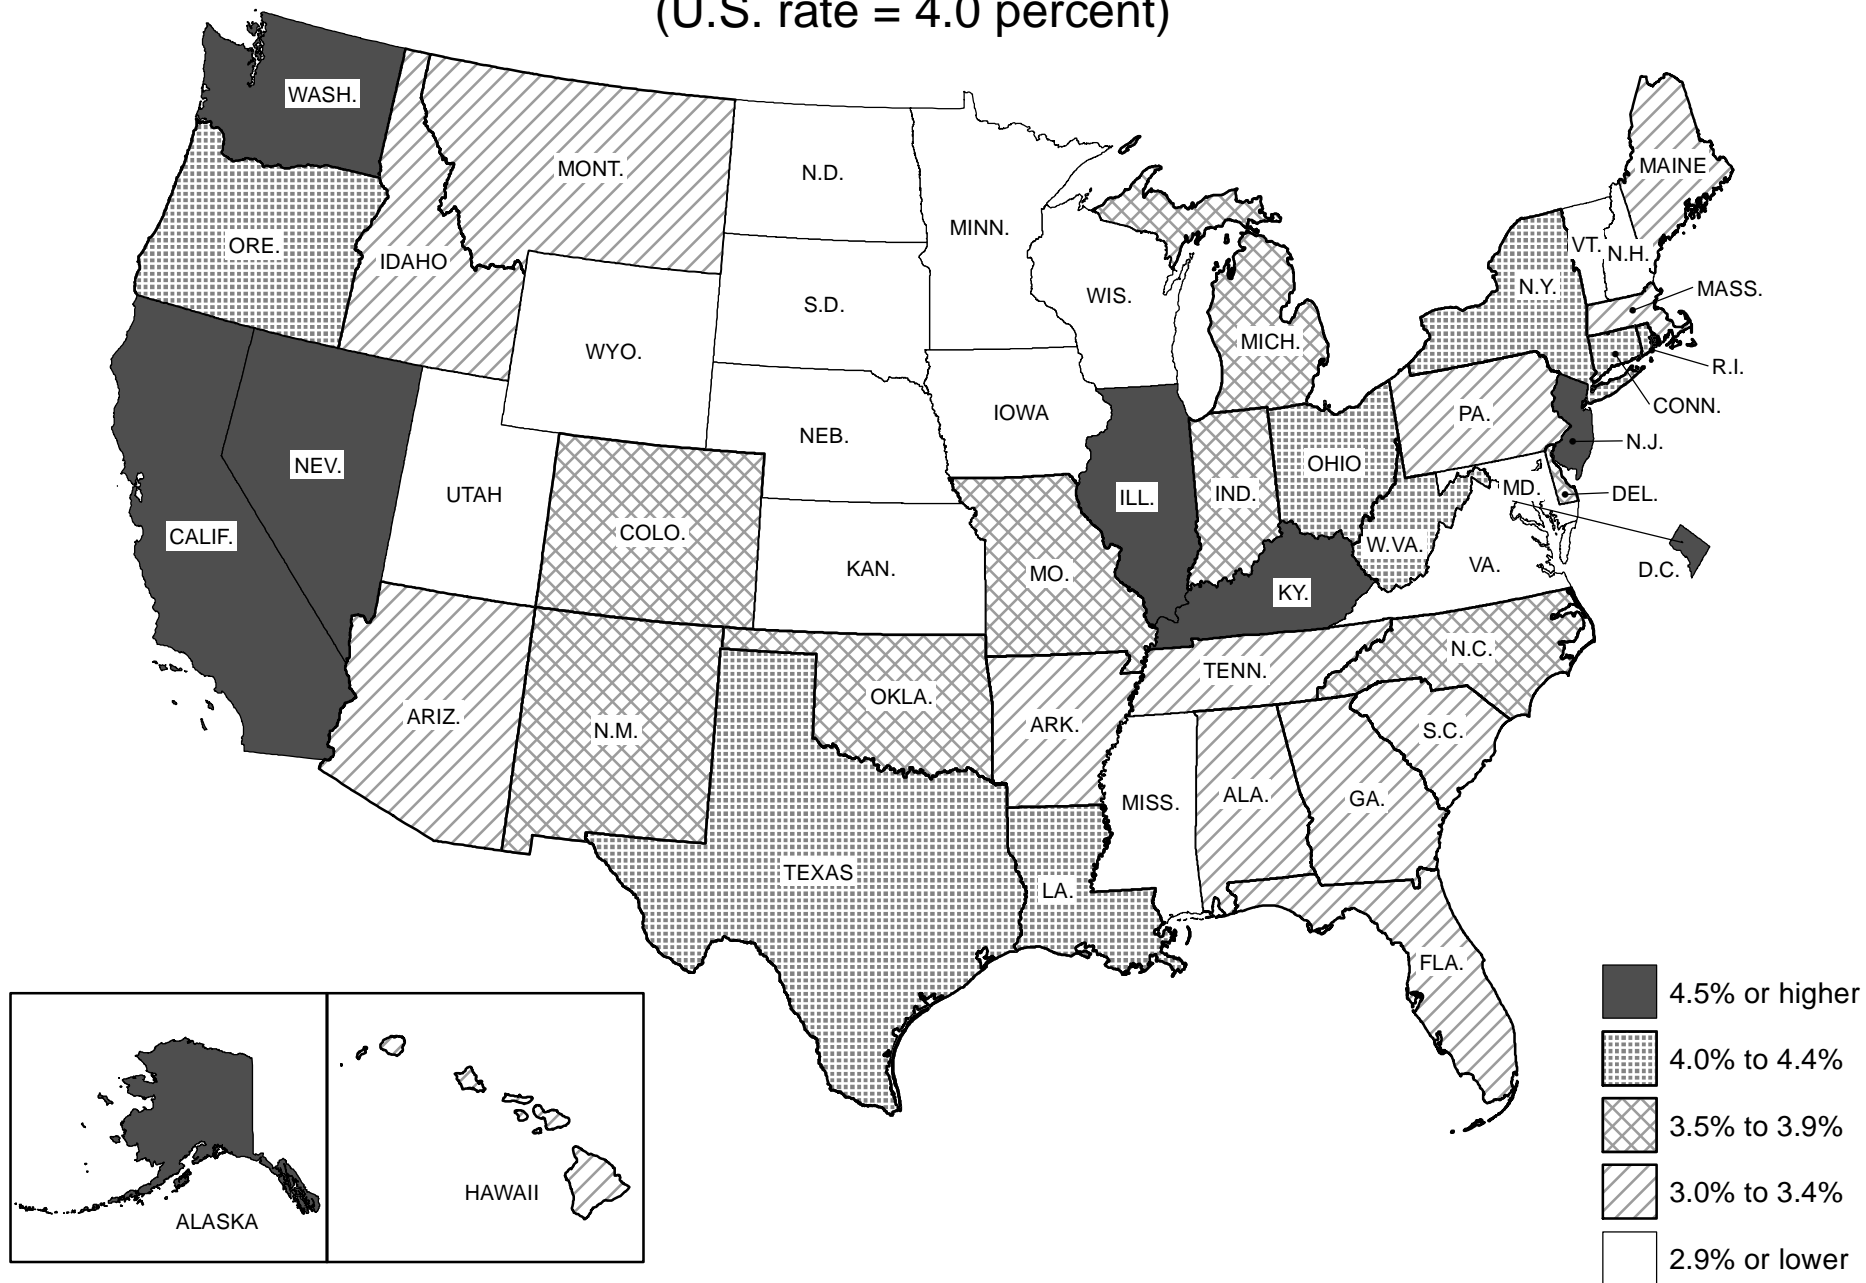 (U.S. rate = 4.0 percent)
WASH.
MONT.
N.D.
MINN.
MAINE
ORE.
IDAHO
VT.
N.H.
N.Y.
MASS.
S.D.
WIS.
WYO.
MICH.
R.I.
CONN.
IOWA
PA.
NEB.
N.J.
NEV.
UTAH
OHIO
ILL.
IND.
MD.
DEL.
CALIF.
COLO.
W.VA.
KAN.
MO.
VA.
D.C.
KY.
N.C.
TENN.
OKLA.
ARIZ.
N.M.
ARK.
S.C.
MISS.
ALA.
GA.
TEXAS
LA.
FLA.
HAWAII
ALASKA
4.5% or higher
4.0% to 4.4%
3.5% to 3.9%
3.0% to 3.4%
2.9% or lower